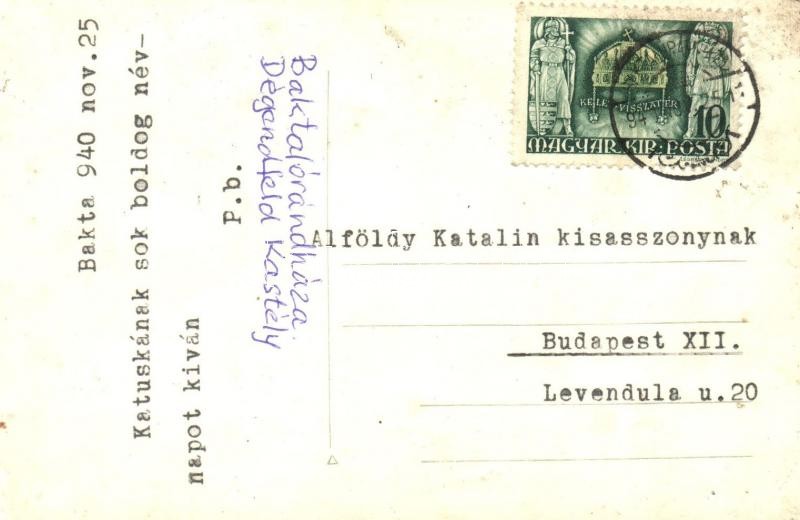 Bakta 940 nov.25
Katuskának sok boldog név-
napot kiván
P.b.
Baktalórándháza
Dégenfeld Kastély
KELET VISSZATÉR
10
MAGYAR KIR. POSTA
Alföldy Katalin kisasszonynak
Budapest XII.
Levendula u.20